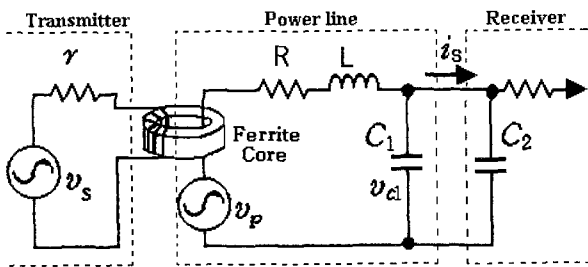 Transmitter
Power line
Receiver
r
R
L
i_s
Ferrite
Core
C_1
C_2
v_s
v_p
v_c1